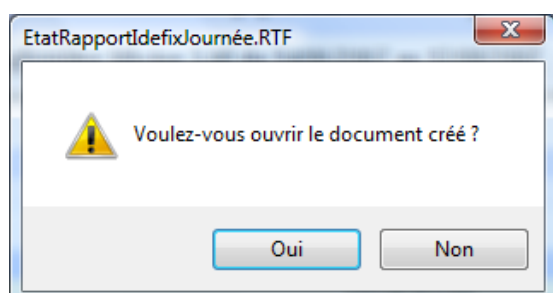 EtatRapportIdefixJournée.RTF
Voulez-vous ouvrir le document créé ?
Oui
Non